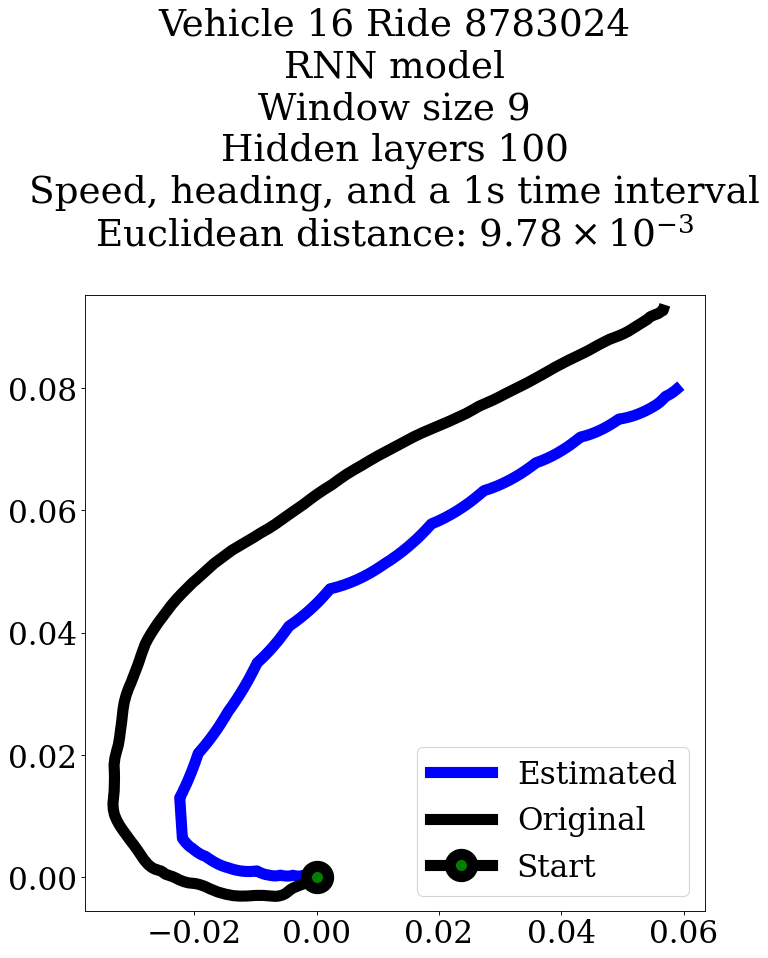 Vehicle 16 Ride 8783024
RNN model
Window size 9
Hidden layers 100
Speed, heading, and a 1s time interval
Euclidean distance: 9.78 × 10⁻³
0.08
0.06
0.04
0.02
0.00
Estimated
Original
Start
−0.02 0.00 0.02 0.04 0.06